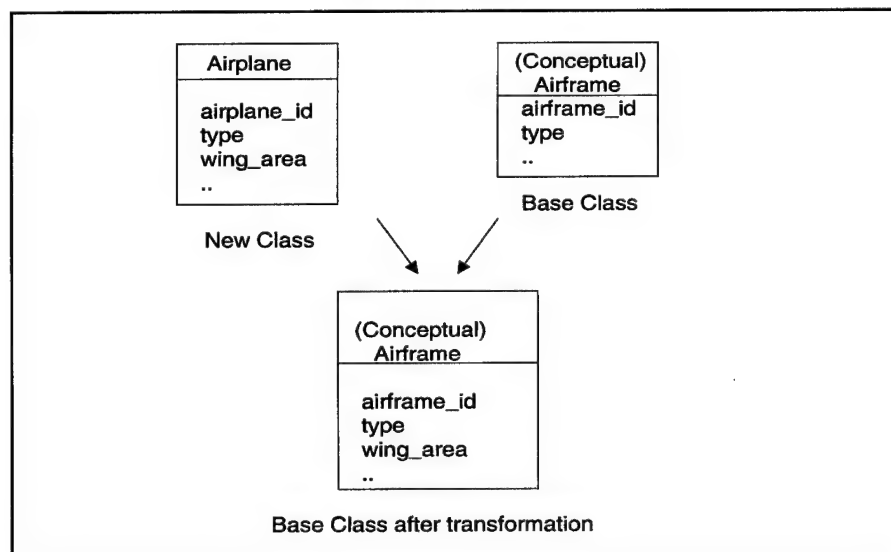 Airplane
airplane_id
type
wing_area
..
New Class
(Conceptual)
Airframe
airframe_id
type
..
Base Class
(Conceptual)
Airframe
airframe_id
type
wing_area
..
Base Class after transformation